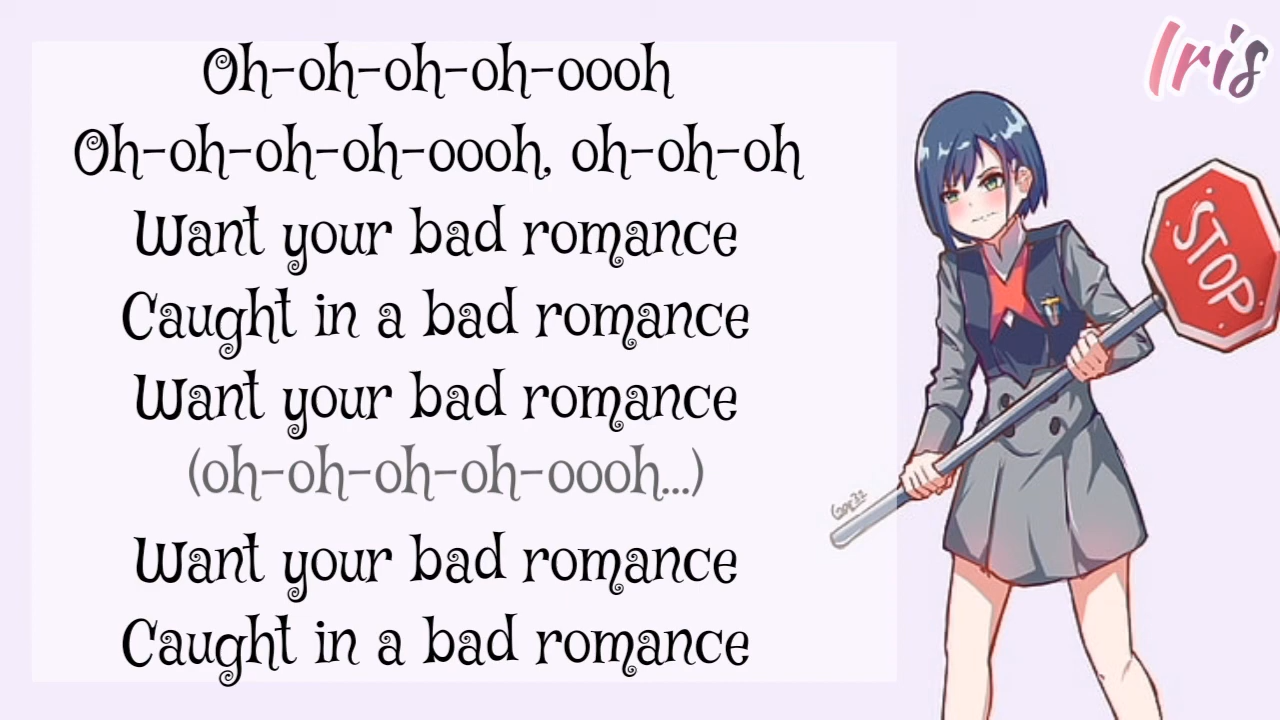 Iris
Oh-oh-oh-oh-oooh
Oh-oh-oh-oh-oooh, oh-oh-oh
Want your bad romance
Caught in a bad romance
Want your bad romance
(oh-oh-oh-oh-oooh...)
Want your bad romance
Caught in a bad romance
STOP